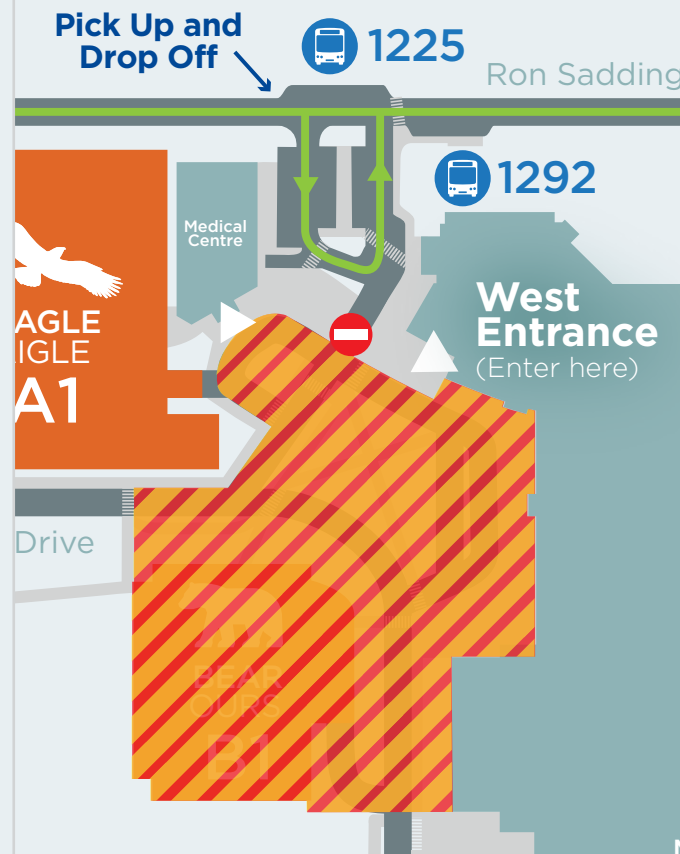 Pick Up and
Drop Off
1225
Ron Sadding
1292
Medical
Centre
West
Entrance
(Enter here)
AGLE
IGLE
A1
Drive
BEAR
OURS
B1